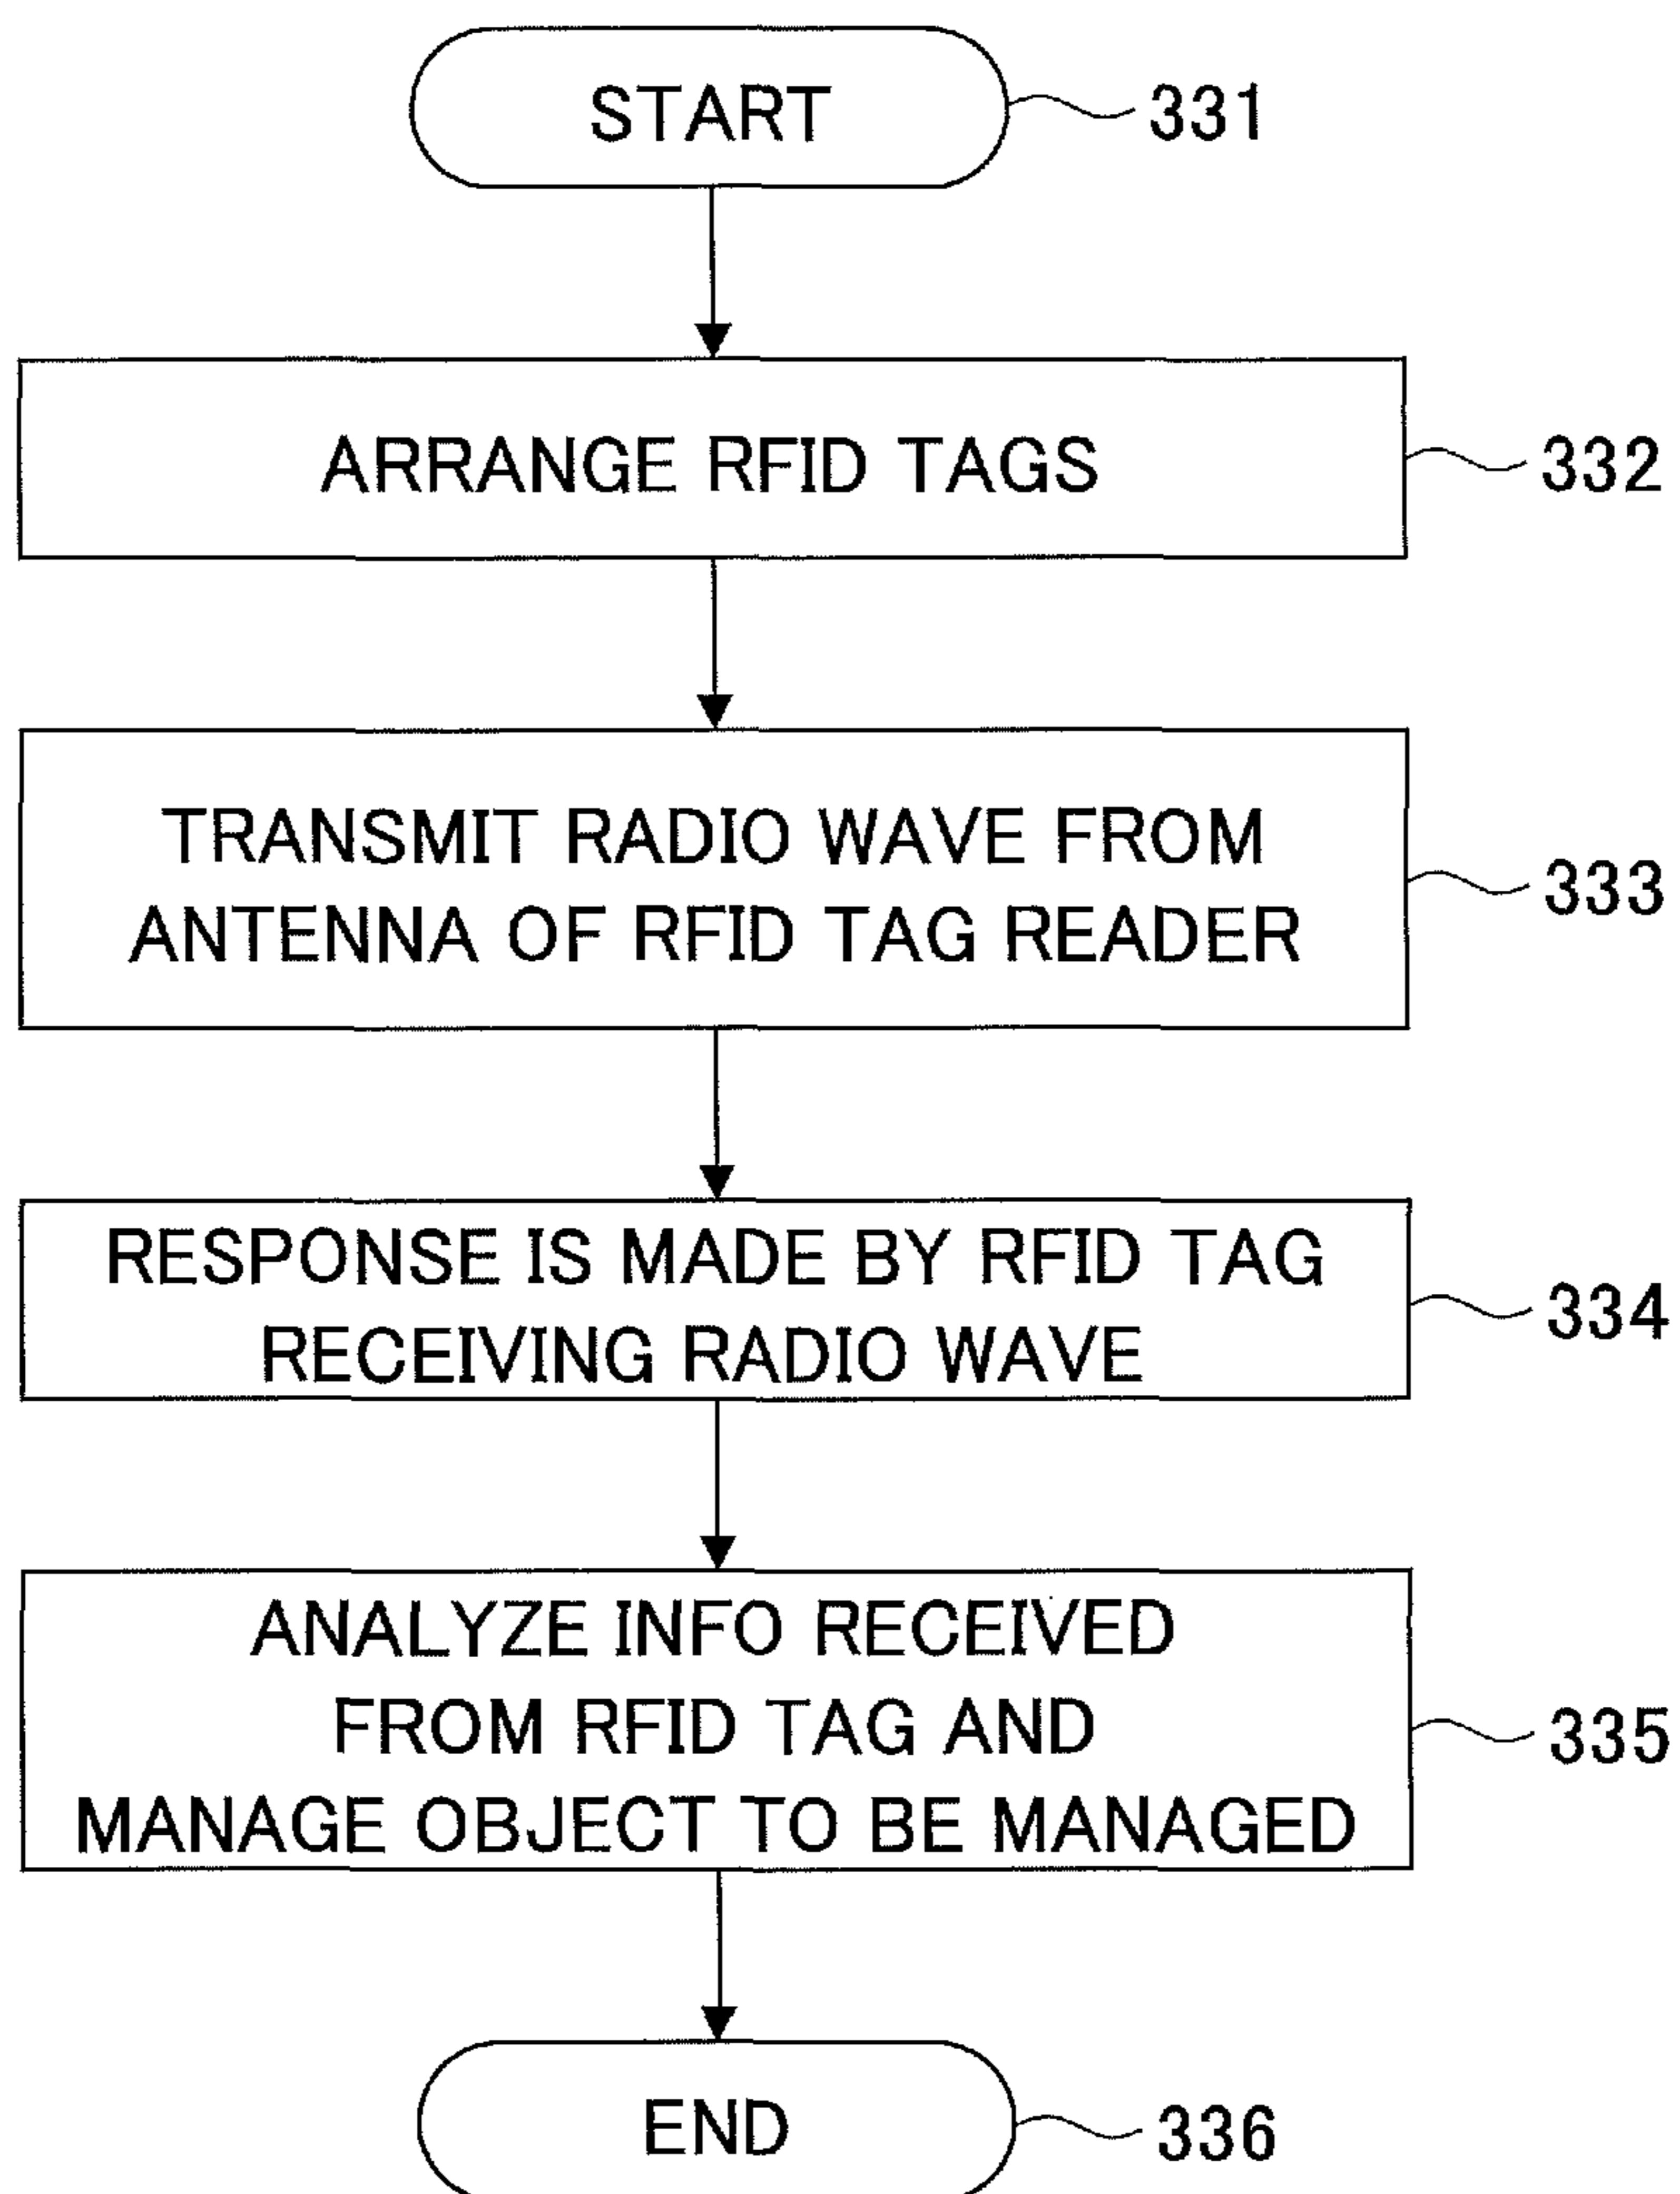 START
331
ARRANGE RFID TAGS
332
TRANSMIT RADIO WAVE FROM
ANTENNA OF RFID TAG READER
333
RESPONSE IS MADE BY RFID TAG
RECEIVING RADIO WAVE
334
ANALYZE INFO RECEIVED
FROM RFID TAG AND
MANAGE OBJECT TO BE MANAGED
335
END
336